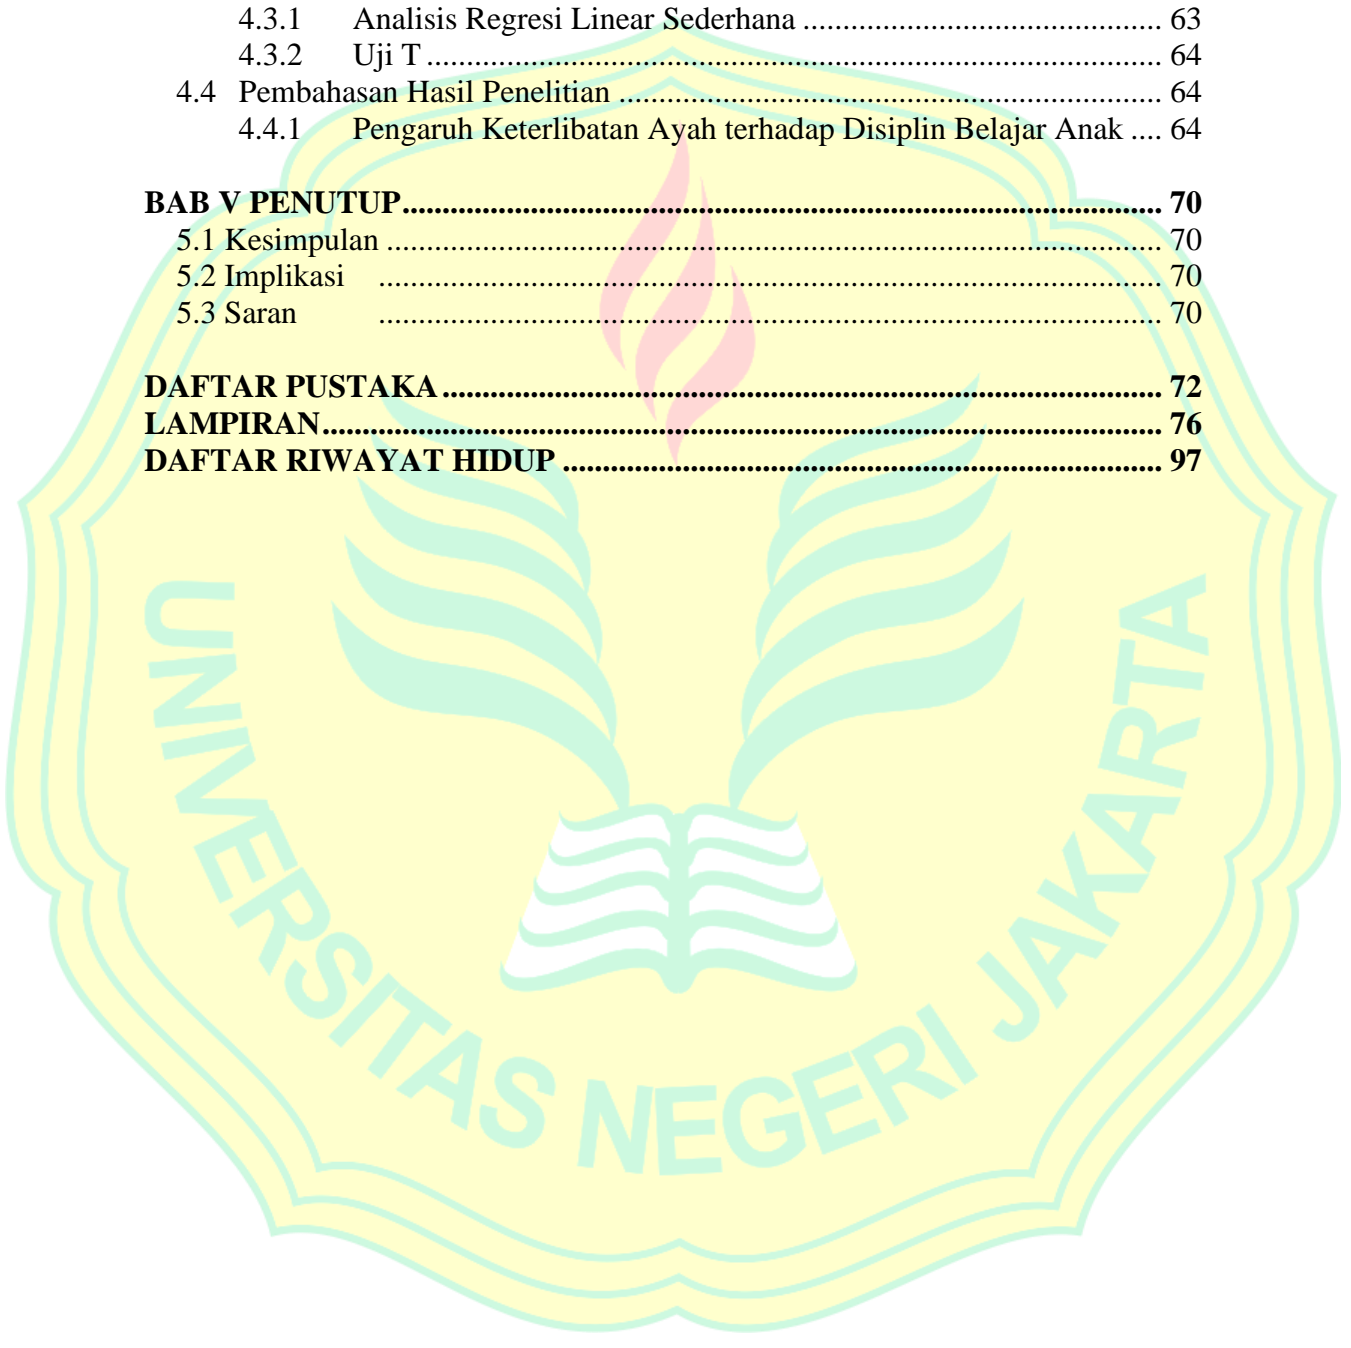 4.3.1 Analisis Regresi Linear Sederhana ............................................. 63
4.3.2 Uji T ............................................................................................. 64
4.4 Pembahasan Hasil Penelitian .................................................................... 64
4.4.1 Pengaruh Keterlibatan Ayah terhadap Disiplin Belajar Anak .... 64
BAB V PENUTUP............................................................................................... 70
5.1 Kesimpulan ................................................................................................. 70
5.2 Implikasi .................................................................................................. 70
5.3 Saran .................................................................................................. 70
DAFTAR PUSTAKA .......................................................................................... 72
LAMPIRAN......................................................................................................... 76
DAFTAR RIWAYAT HIDUP ........................................................................... 97
UNIVERSITAS NEGERI JAKARTA